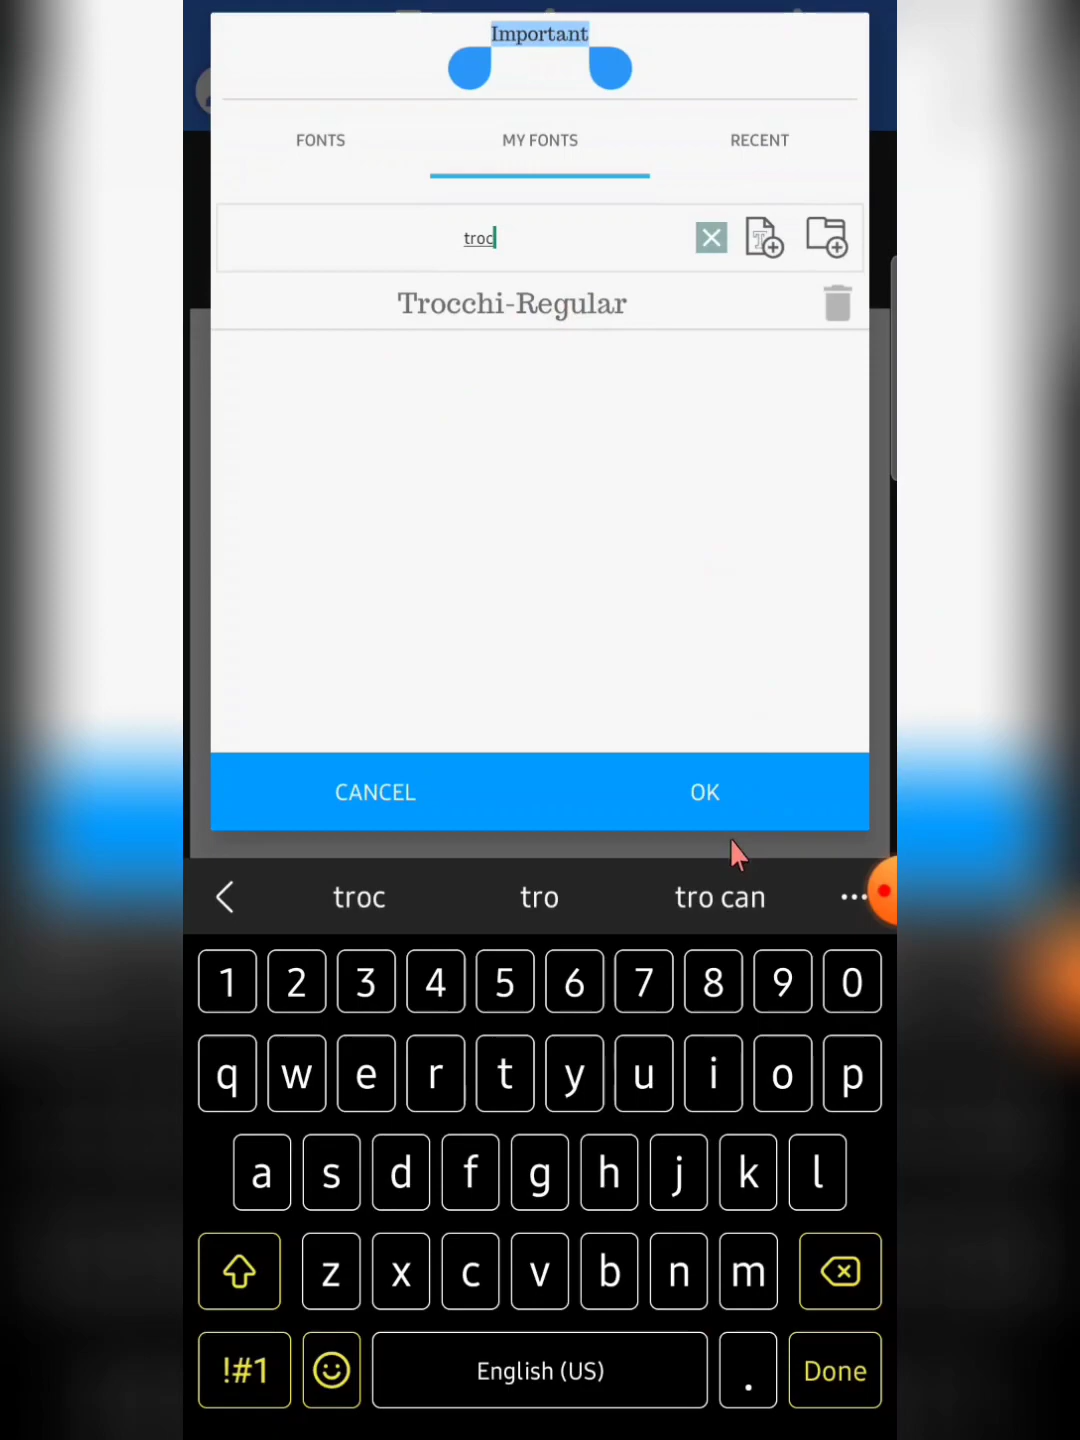 Important
FONTS MY FONTS RECENT
troc
Trocchi-Regular
CANCEL OK
troc tro tro can ...
1 2 3 4 5 6 7 8 9 0
q w e r t y u i o p
a s d f g h j k l
z x c v b n m
!#1 English (US) . Done